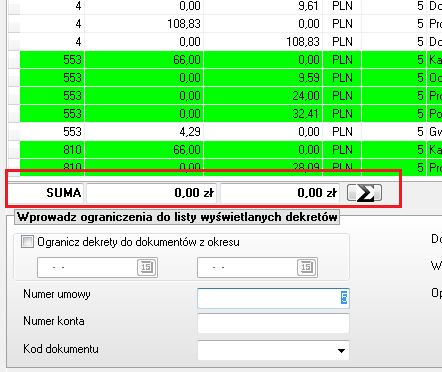 4 0,00 9,61 PLN 5 Do
4 108,83 0,00 PLN 5 Pro
4 0,00 108,83 PLN 5 Do
553 66,00 0,00 PLN 5 Ka
553 0,00 9,59 PLN 5 Od
553 0,00 24,00 PLN 5 Pro
553 0,00 32,41 PLN 5 Po
553 4,29 0,00 PLN 5 Gw
810 66,00 0,00 PLN 5 Ka
810 0,00 28,09 PLN 5 Pro
SUMA 0,00 zł 0,00 zł Σ
Wprowadz ograniczenia do listy wyświetlanych dekretów
Ogranicz dekrety do dokumentów z okresu Do
- - 15 - - 15 W
Numer umowy 5 Op
Numer konta
Kod dokumentu